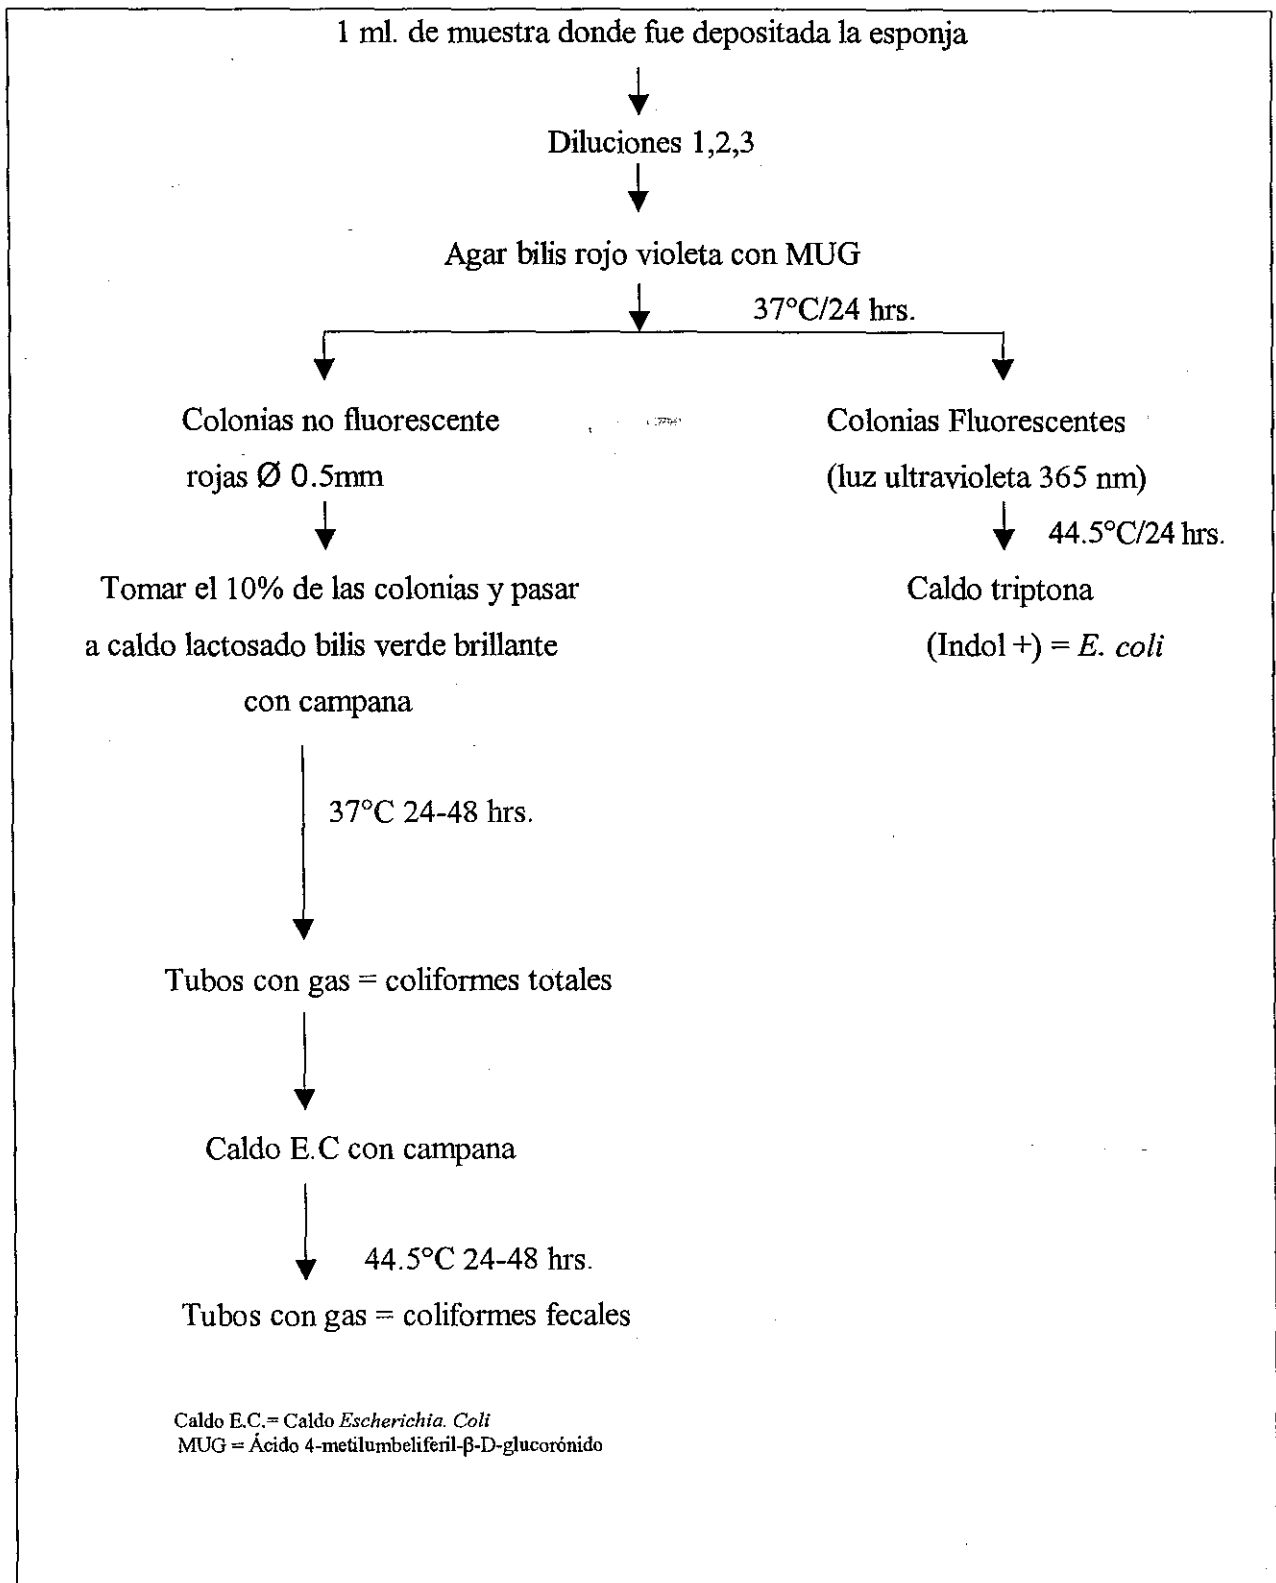 1 ml. de muestra donde fue depositada la esponja
Diluciones 1,2,3
Agar bilis rojo violeta con MUG
37°C/24 hrs.
Colonias no fluorescente
rojas Ø 0.5mm
Colonias Fluorescentes
(luz ultravioleta 365 nm)
44.5°C/24 hrs.
Tomar el 10% de las colonias y pasar
a caldo lactosado bilis verde brillante
con campana
Caldo triptona
(Indol +) = E. coli
37°C 24-48 hrs.
Tubos con gas = coliformes totales
Caldo E.C con campana
44.5°C 24-48 hrs.
Tubos con gas = coliformes fecales
Caldo E.C.= Caldo Escherichia. Coli
MUG = Ácido 4-metilumbeliferil-β-D-glucorónido